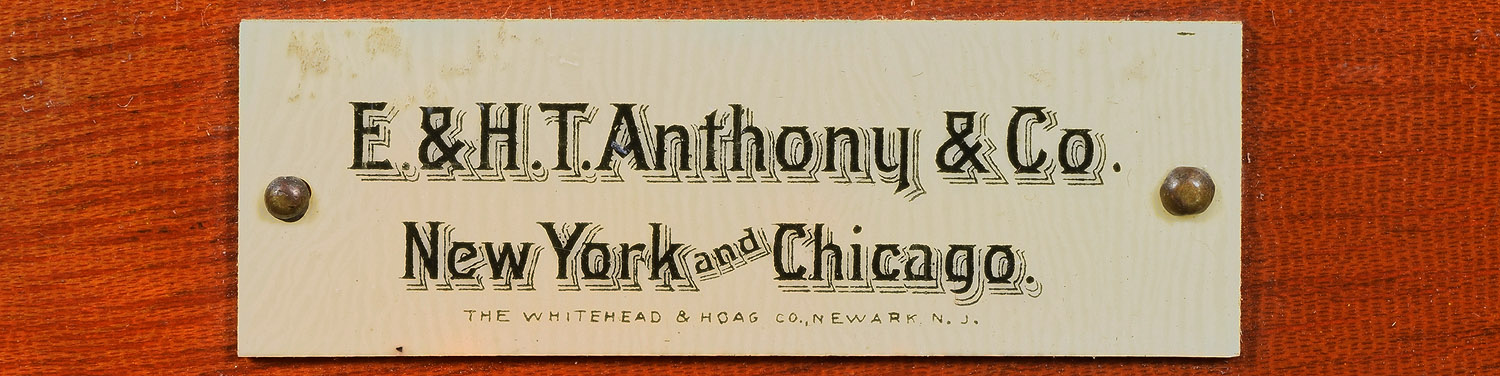 E. & H. T. Anthony & Co.
New York and Chicago.
THE WHITEHEAD & HOAG CO., NEWARK, N. J.